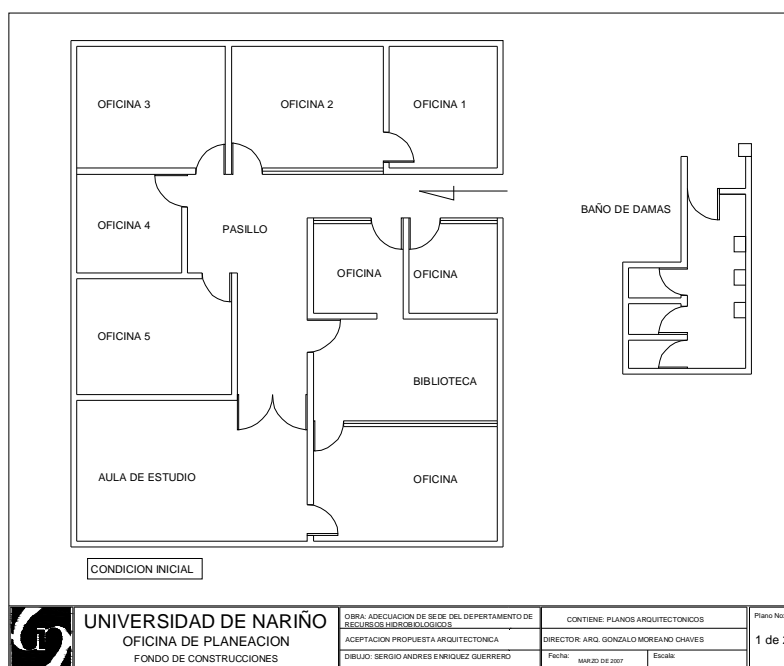 OFICINA 3
OFICINA 2
OFICINA 1
BAÑO DE DAMAS
OFICINA 4
PASILLO
OFICINA
OFICINA
OFICINA 5
BIBLIOTECA
AULA DE ESTUDIO
OFICINA
CONDICION INICIAL
UNIVERSIDAD DE NARIÑO
OFICINA DE PLANEACION
FONDO DE CONSTRUCCIONES
OBRA: ADECUACION DE SEDE DEL DEPERTAMENTO DE
RECURSOS HIDROBIOLOGICOS
ACEPTACION PROPUESTA ARQUITECTONICA
DIBUJO: SERGIO ANDRES ENRIQUEZ GUERRERO
CONTIENE: PLANOS ARQUITECTONICOS
DIRECTOR: ARQ. GONZALO MOREANO CHAVES
Fecha:
MARZO DE 2007
Escala:
Plano No:
1 de 2